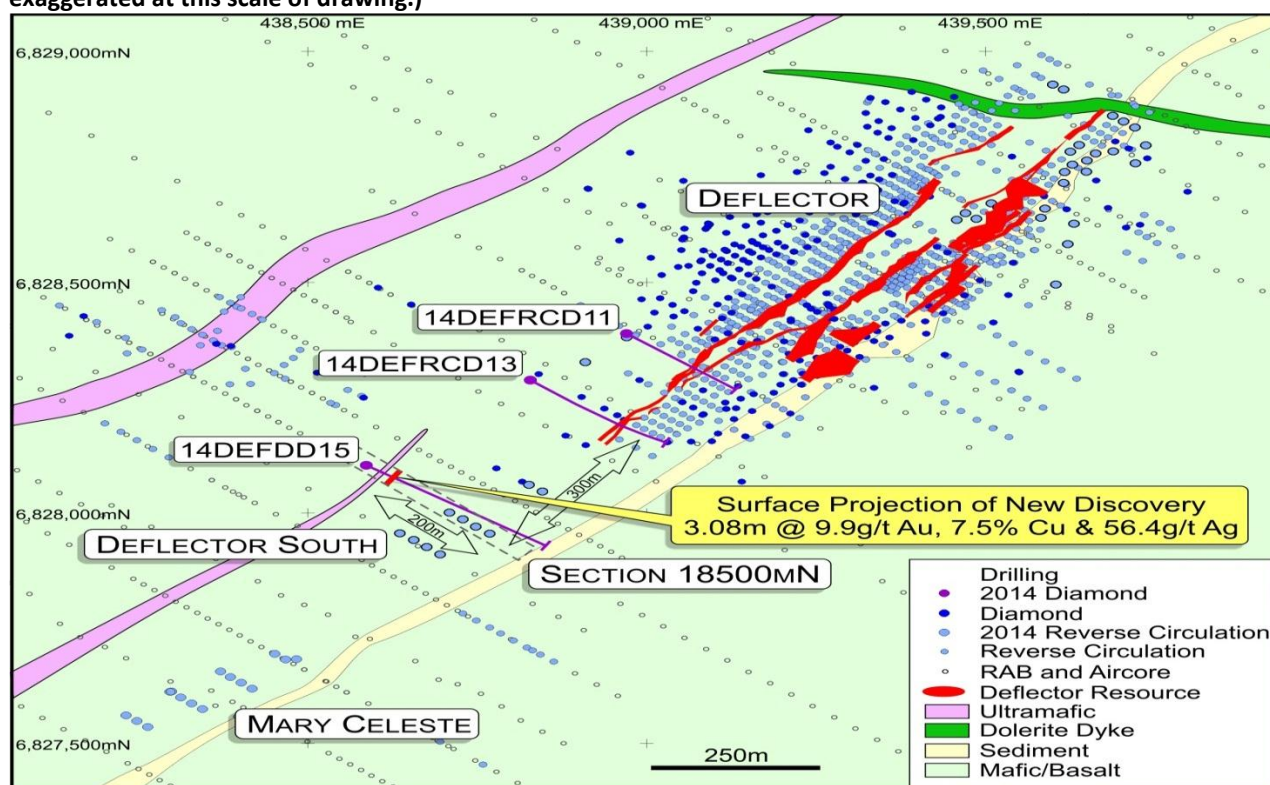 exaggerated at this scale of drawing.)
438,500 mE
439,000 mE
439,500 mE
6,829,000mN
DEFLECTOR
6,828,500mN
14DEFRCD11
14DEFRCD13
14DEFDD15
300m
200m
Surface Projection of New Discovery
3.08m @ 9.9g/t Au, 7.5% Cu & 56.4g/t Ag
6,828,000mN
DEFLECTOR SOUTH
SECTION 18500MN
MARY CELESTE
6,827,500mN
250m
Drilling
2014 Diamond
Diamond
2014 Reverse Circulation
Reverse Circulation
RAB and Aircore
Deflector Resource
Ultramafic
Dolerite Dyke
Sediment
Mafic/Basalt